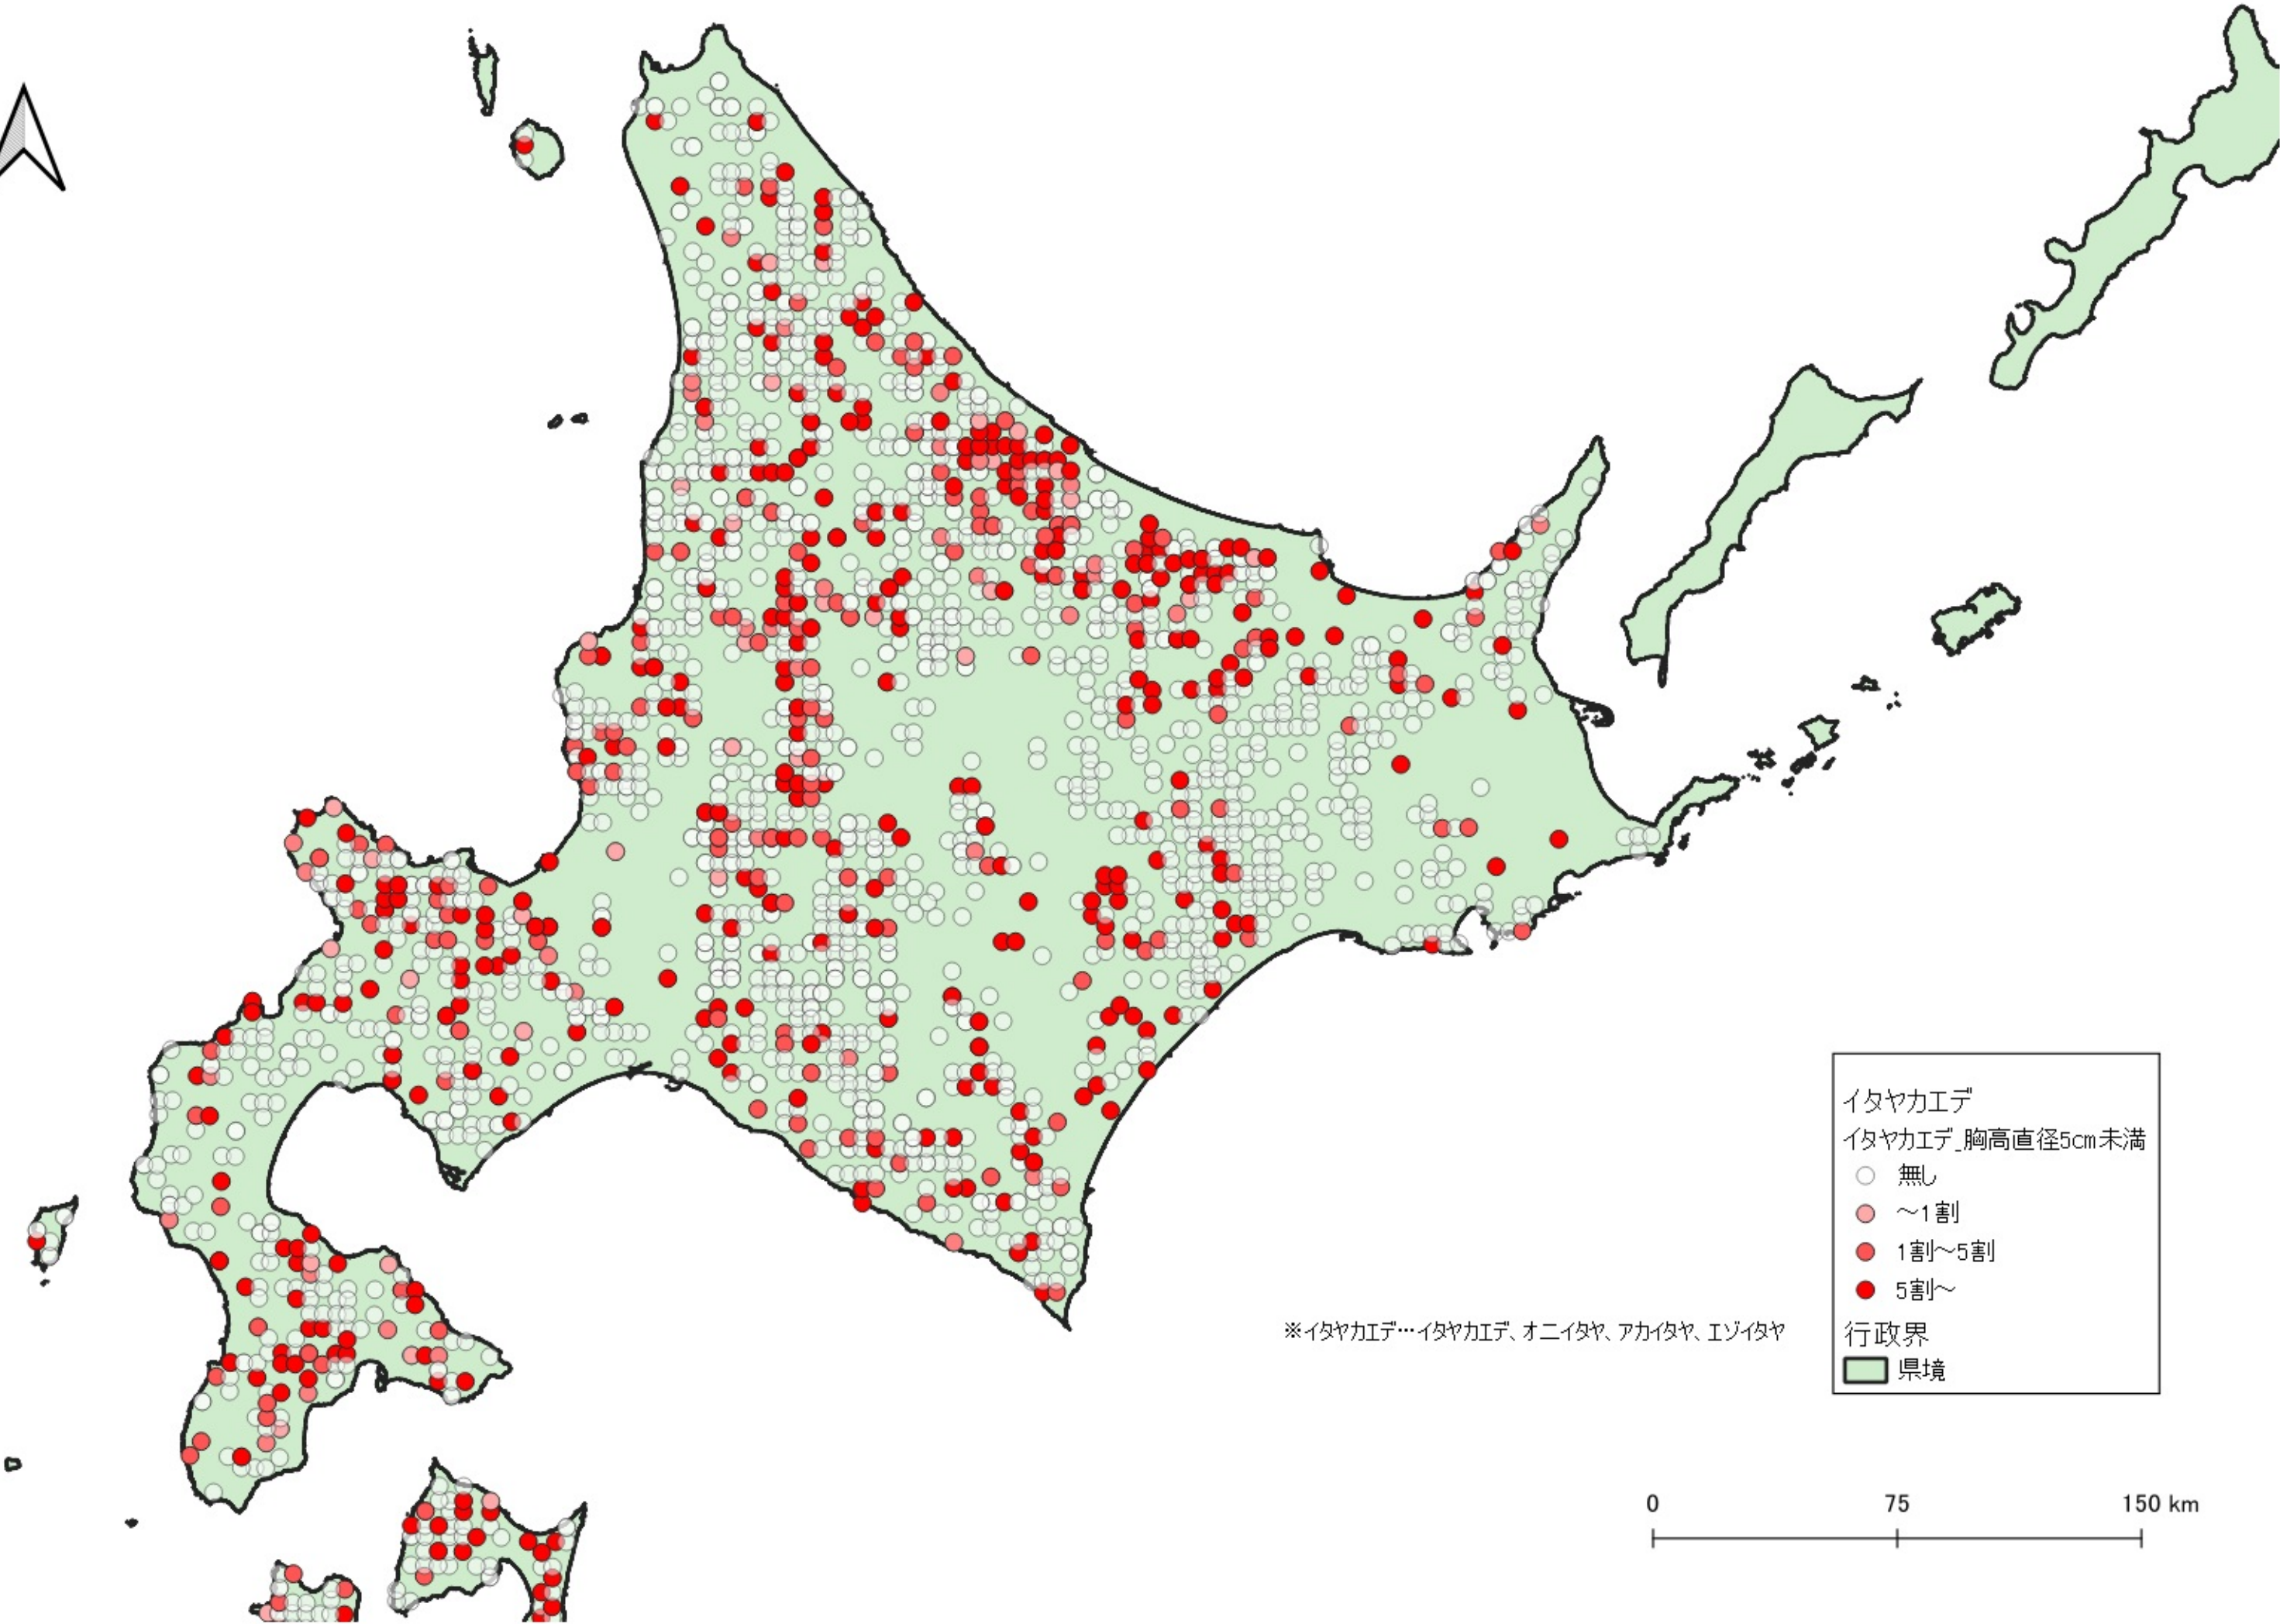 イタヤカエデ
イタヤカエデ_胸高直径5cm未満
無し
～1割
1割～5割
5割～
行政界
県境
※イタヤカエデ…イタヤカエデ、オニイタヤ、アカイタヤ、エゾイタヤ
0 75 150 km